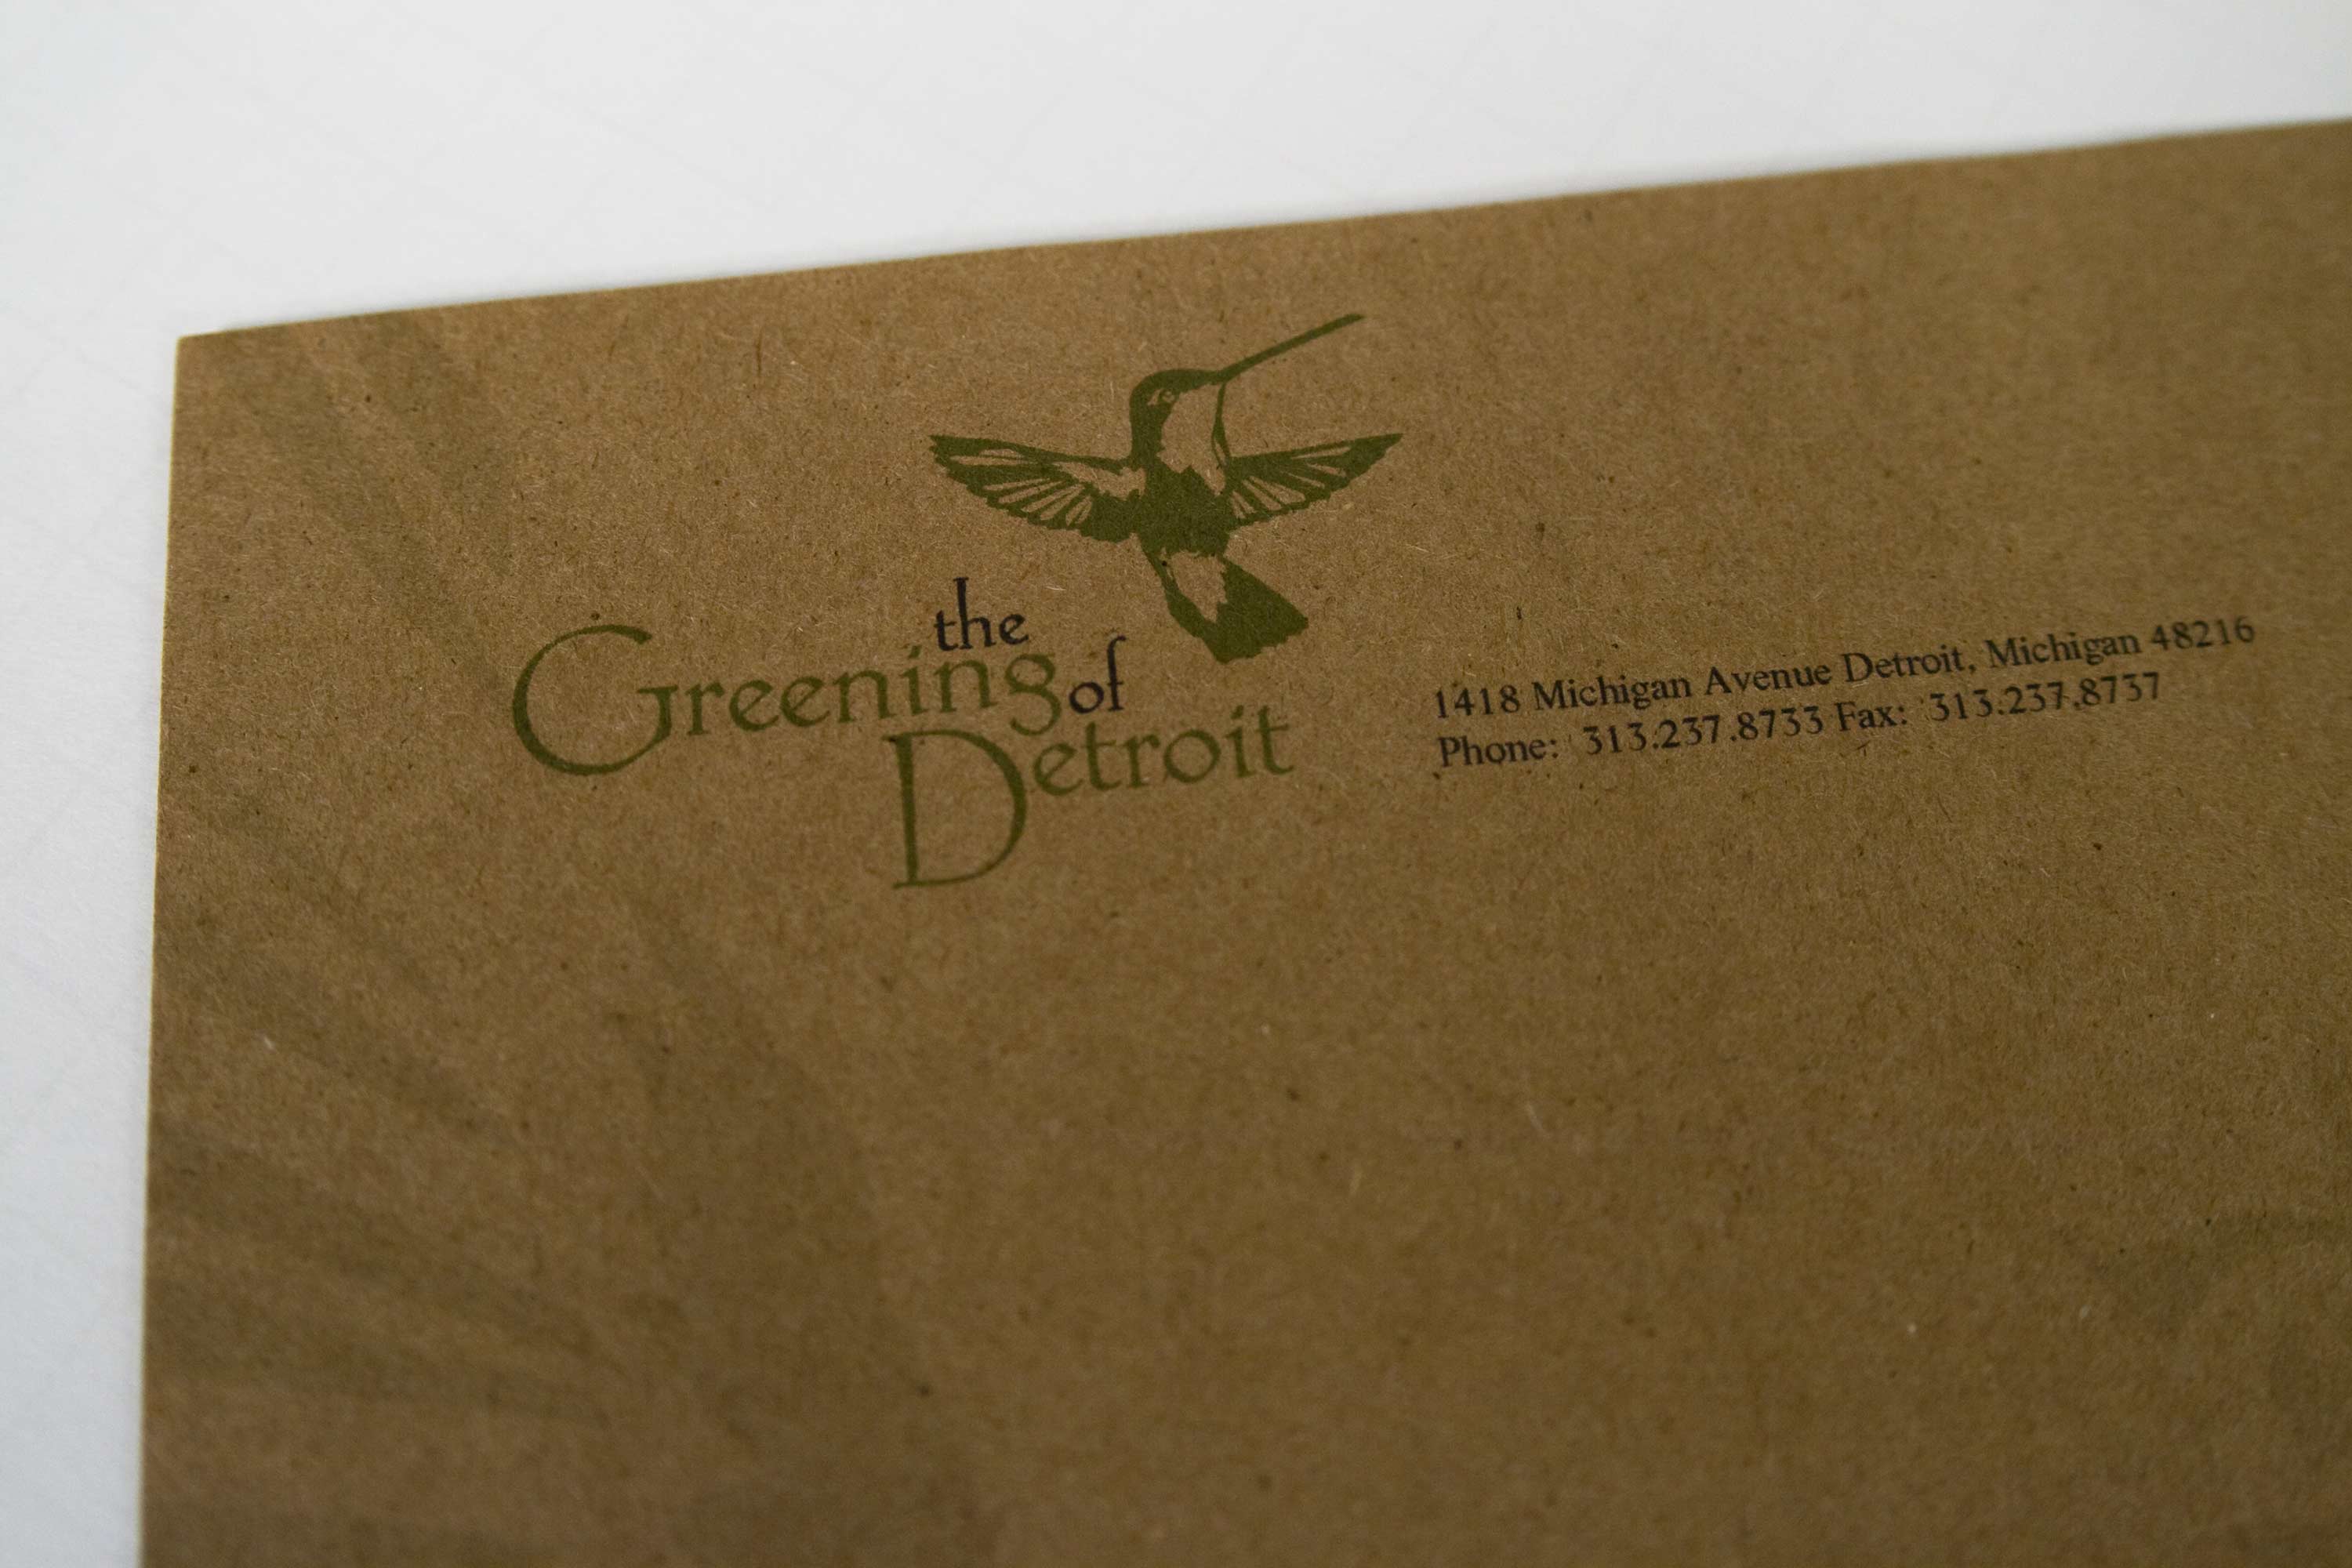 the
Greening of
Detroit
1418 Michigan Avenue Detroit, Michigan 48216
Phone: 313.237.8733 Fax: 313.237.8737